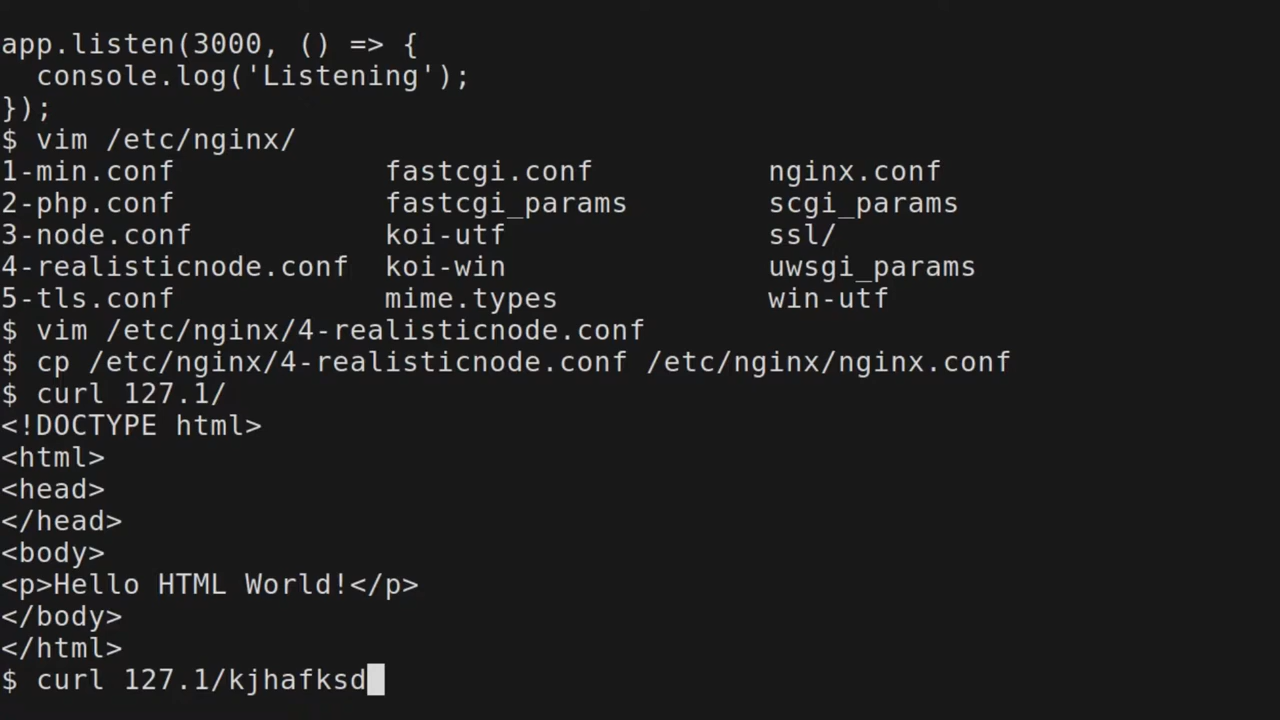 app.listen(3000, () => {
  console.log('Listening');
});
$ vim /etc/nginx/
1-min.conf            fastcgi.conf          nginx.conf
2-php.conf            fastcgi_params        scgi_params
3-node.conf           koi-utf               ssl/
4-realisticnode.conf  koi-win               uwsgi_params
5-tls.conf            mime.types            win-utf
$ vim /etc/nginx/4-realisticnode.conf
$ cp /etc/nginx/4-realisticnode.conf /etc/nginx/nginx.conf
$ curl 127.1/
<!DOCTYPE html>
<html>
<head>
</head>
<body>
<p>Hello HTML World!</p>
</body>
</html>
$ curl 127.1/kjhafksd